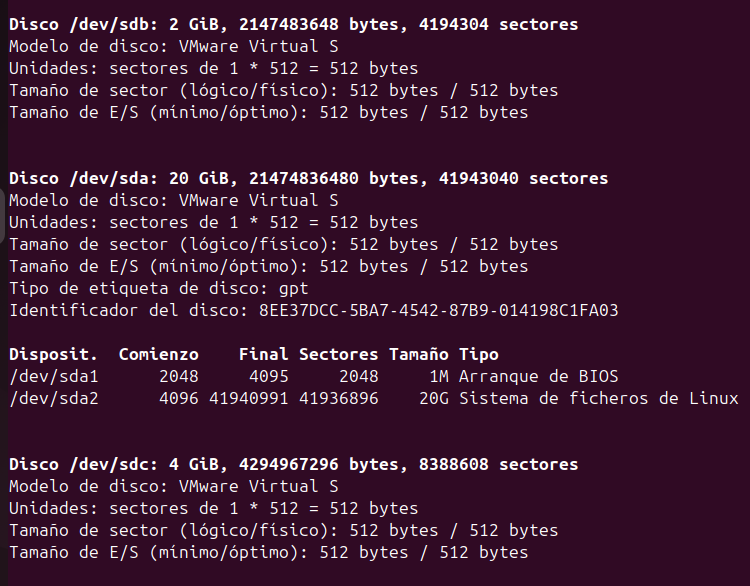 Disco /dev/sdb: 2 GiB, 2147483648 bytes, 4194304 sectores
Modelo de disco: VMware Virtual S
Unidades: sectores de 1 * 512 = 512 bytes
Tamaño de sector (lógico/físico): 512 bytes / 512 bytes
Tamaño de E/S (mínimo/óptimo): 512 bytes / 512 bytes
Disco /dev/sda: 20 GiB, 21474836480 bytes, 41943040 sectores
Modelo de disco: VMware Virtual S
Unidades: sectores de 1 * 512 = 512 bytes
Tamaño de sector (lógico/físico): 512 bytes / 512 bytes
Tamaño de E/S (mínimo/óptimo): 512 bytes / 512 bytes
Tipo de etiqueta de disco: gpt
Identificador del disco: 8EE37DCC-5BA7-4542-87B9-014198C1FA03
Disposit.  Comienzo    Final Sectores Tamaño Tipo
/dev/sda1      2048     4095     2048     1M Arranque de BIOS
/dev/sda2      4096 41940991 41936896    20G Sistema de ficheros de Linux
Disco /dev/sdc: 4 GiB, 4294967296 bytes, 8388608 sectores
Modelo de disco: VMware Virtual S
Unidades: sectores de 1 * 512 = 512 bytes
Tamaño de sector (lógico/físico): 512 bytes / 512 bytes
Tamaño de E/S (mínimo/óptimo): 512 bytes / 512 bytes